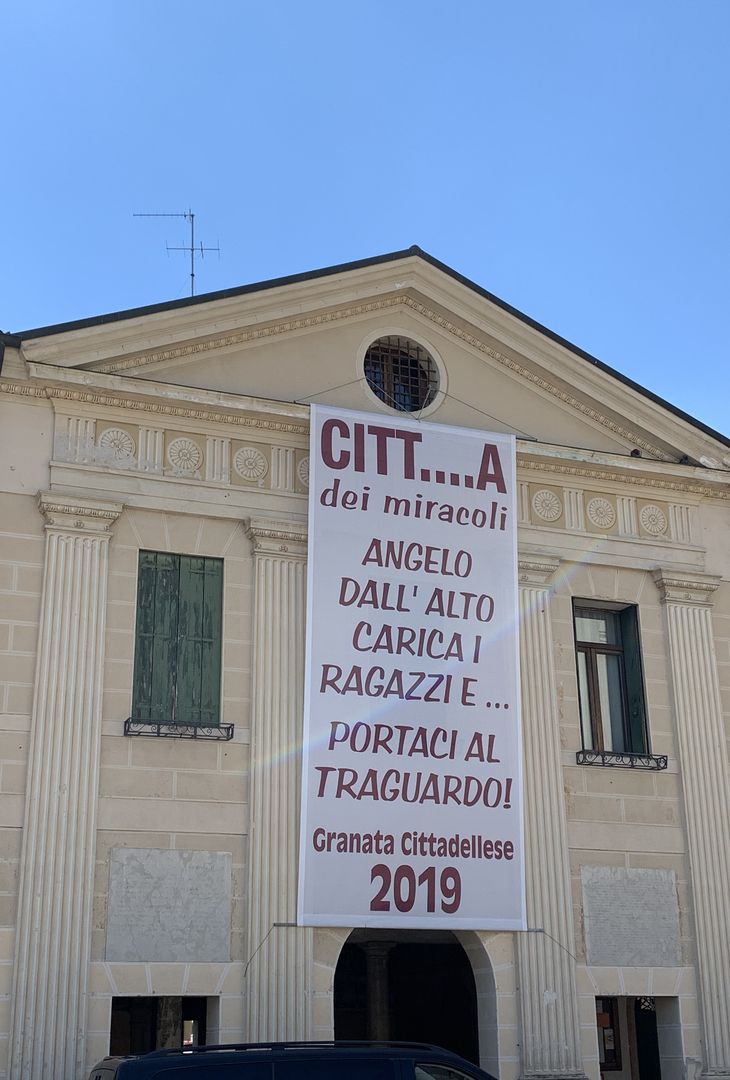 CITT....A
dei miracoli
ANGELO
DALL' ALTO
CARICA I
RAGAZZI E ...
PORTACI AL
TRAGUARDO!
Granata Cittadellese
2019